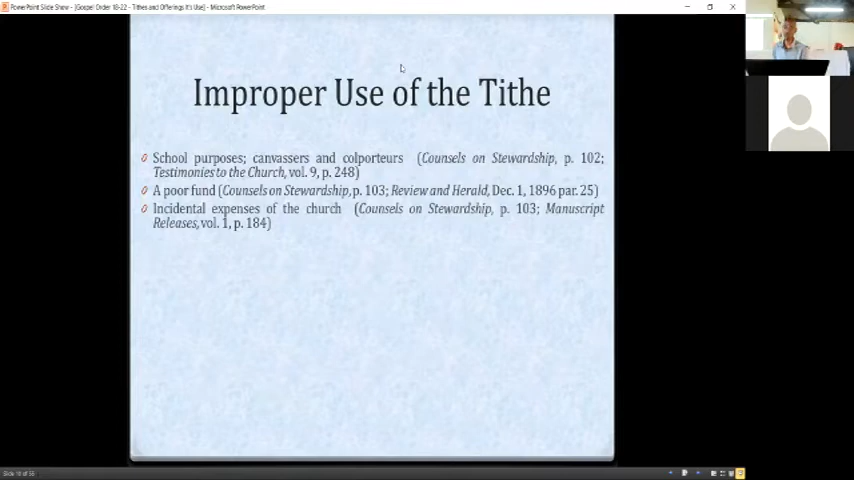 PowerPoint Slide Show - [Gospel Order 18-22 - Tithes and Offerings It's Use] - Microsoft PowerPoint
Improper Use of the Tithe
School purposes; canvassers and colporteurs (Counsels on Stewardship, p. 102;
Testimonies to the Church, vol. 9, p. 248)
A poor fund (Counsels on Stewardship, p. 103; Review and Herald, Dec. 1, 1896 par. 25)
Incidental expenses of the church (Counsels on Stewardship, p. 103; Manuscript
Releases, vol. 1, p. 184)